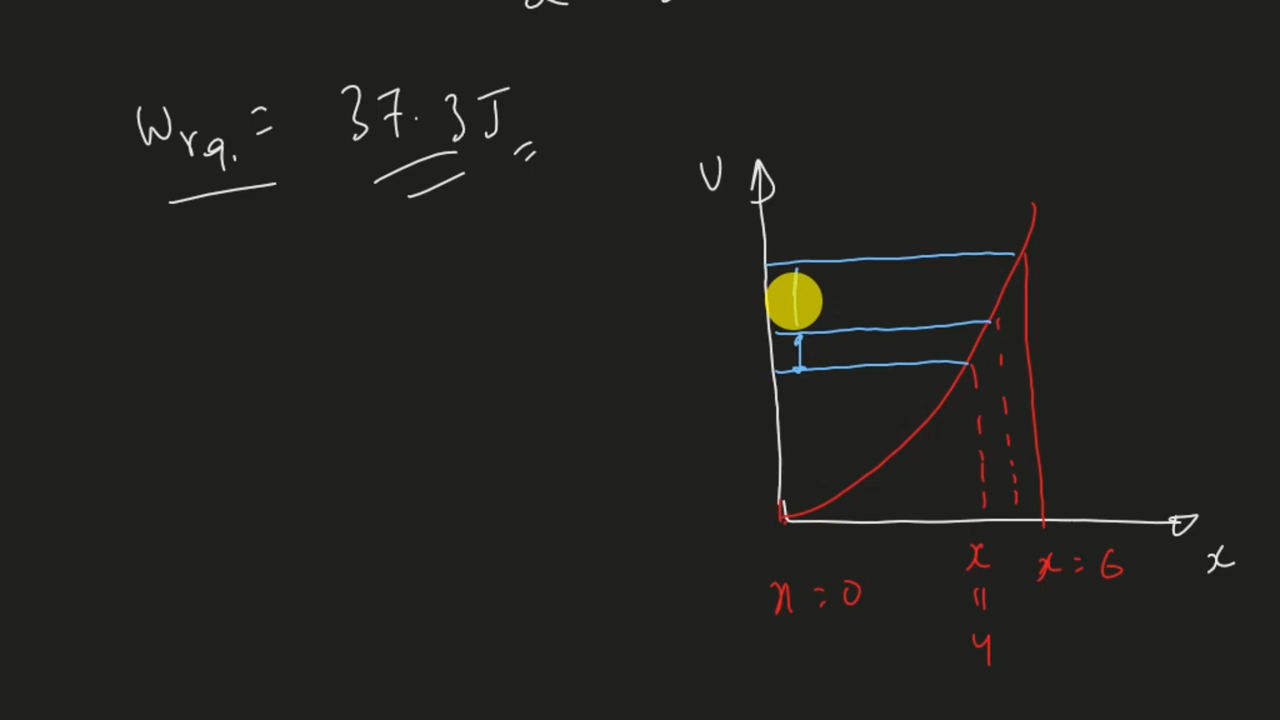 Wrq. = 37.3J
U
x
x = 6
x = 0
x
=
4